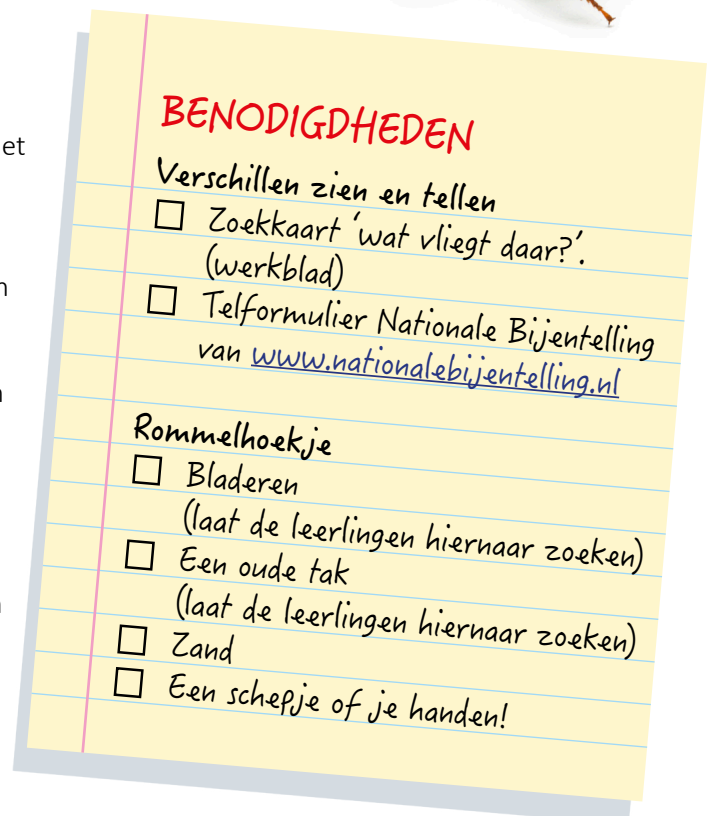 BENODIGDHEDEN
Verschillen zien en tellen
Zoekkaart 'wat vliegt daar?'.
(werkblad)
Telformulier Nationale Bijentelling
van www.nationalebijentelling.nl
Rommelhoekje
Bladeren
(laat de leerlingen hiernaar zoeken)
Een oude tak
(laat de leerlingen hiernaar zoeken)
Zand
Een schepje of je handen!